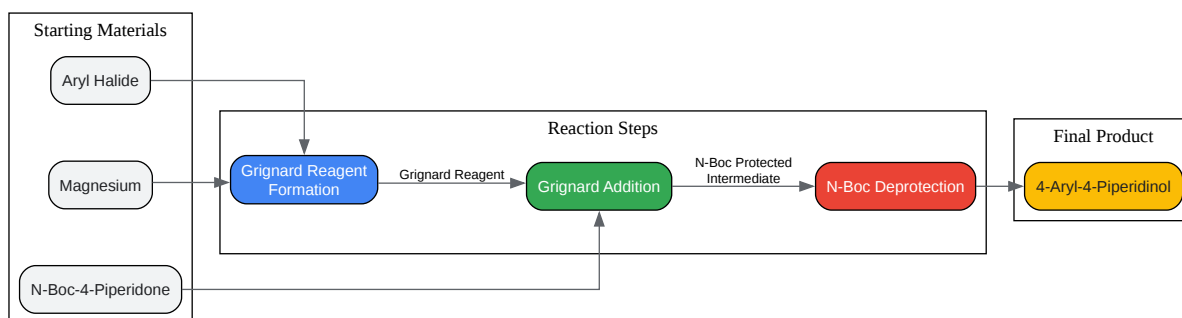 Starting Materials
Aryl Halide
Magnesium
N-Boc-4-Piperidone
Reaction Steps
Grignard Reagent
Formation
Grignard Reagent
Grignard Addition
N-Boc Protected
Intermediate
N-Boc Deprotection
Final Product
4-Aryl-4-Piperidinol